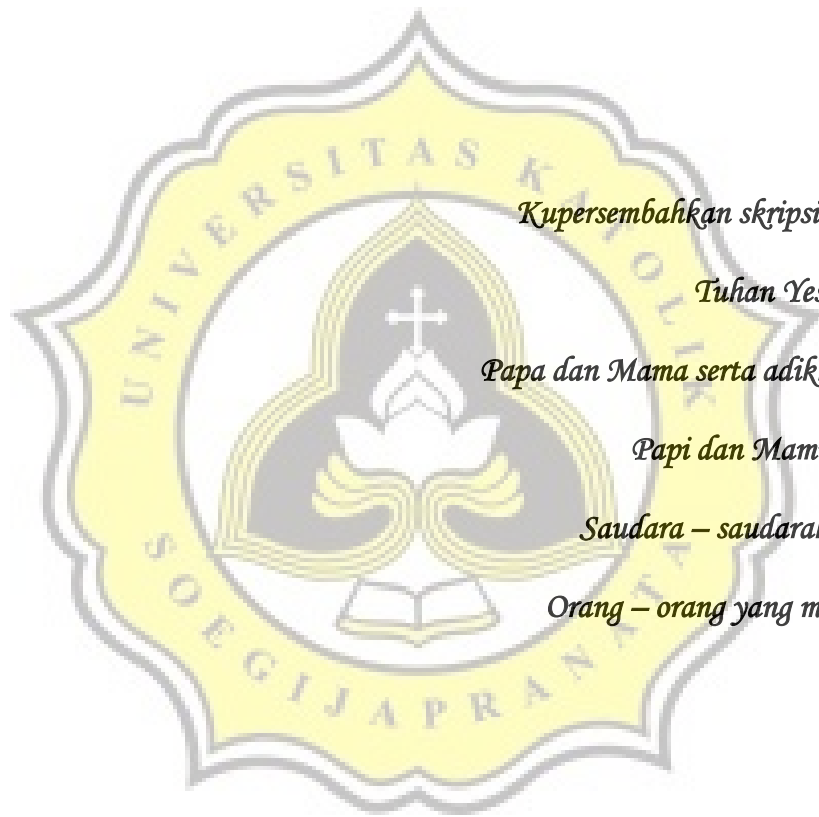 UNIVERSITAS KATOLIK
SOEGIJAPRANATA
Kupersembahkan skripsi
Tuhan Yes
Papa dan Mama serta adik
Papi dan Mam
Saudara – saudara
Orang – orang yang m